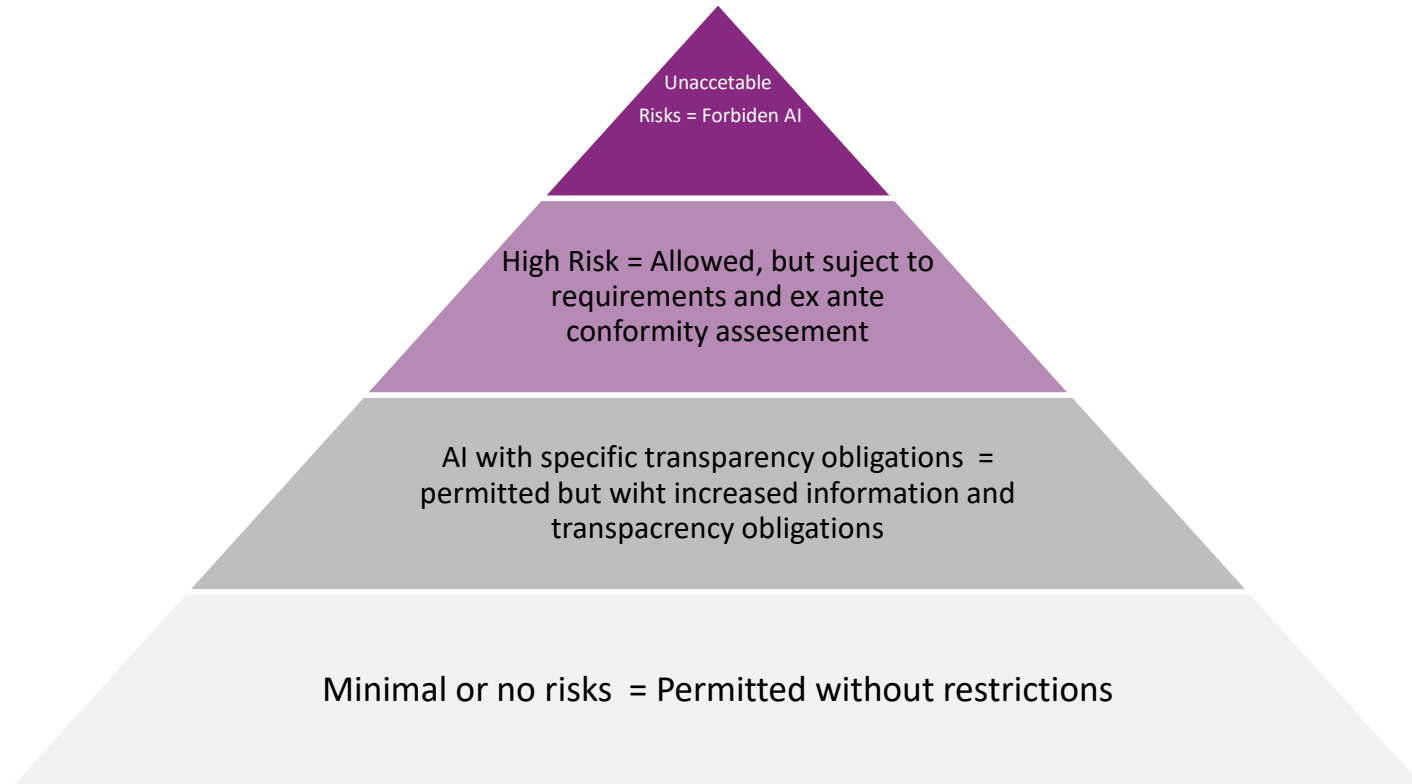 Unaccetable
Risks = Forbiden AI
High Risk = Allowed, but suject to
requirements and ex ante
conformity assesement
AI with specific transparency obligations  =
permitted but wiht increased information and
transpacrency obligations
Minimal or no risks  = Permitted without restrictions